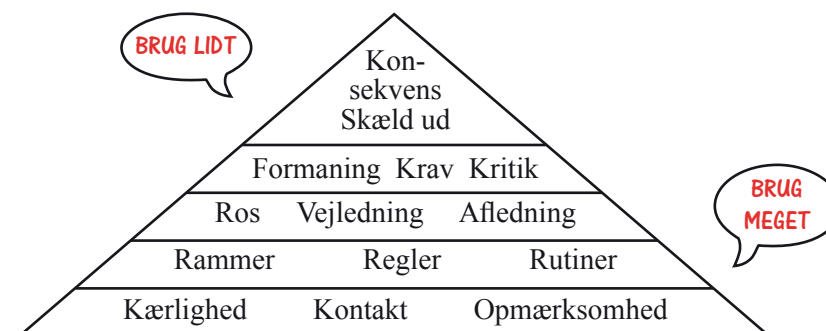 BRUG LIDT
Kon-
sekvens
Skæld ud
Formaning Krav Kritik
BRUG
MEGET
Ros Vejledning Afledning
Rammer Regler Rutiner
Kærlighed Kontakt Opmærksomhed